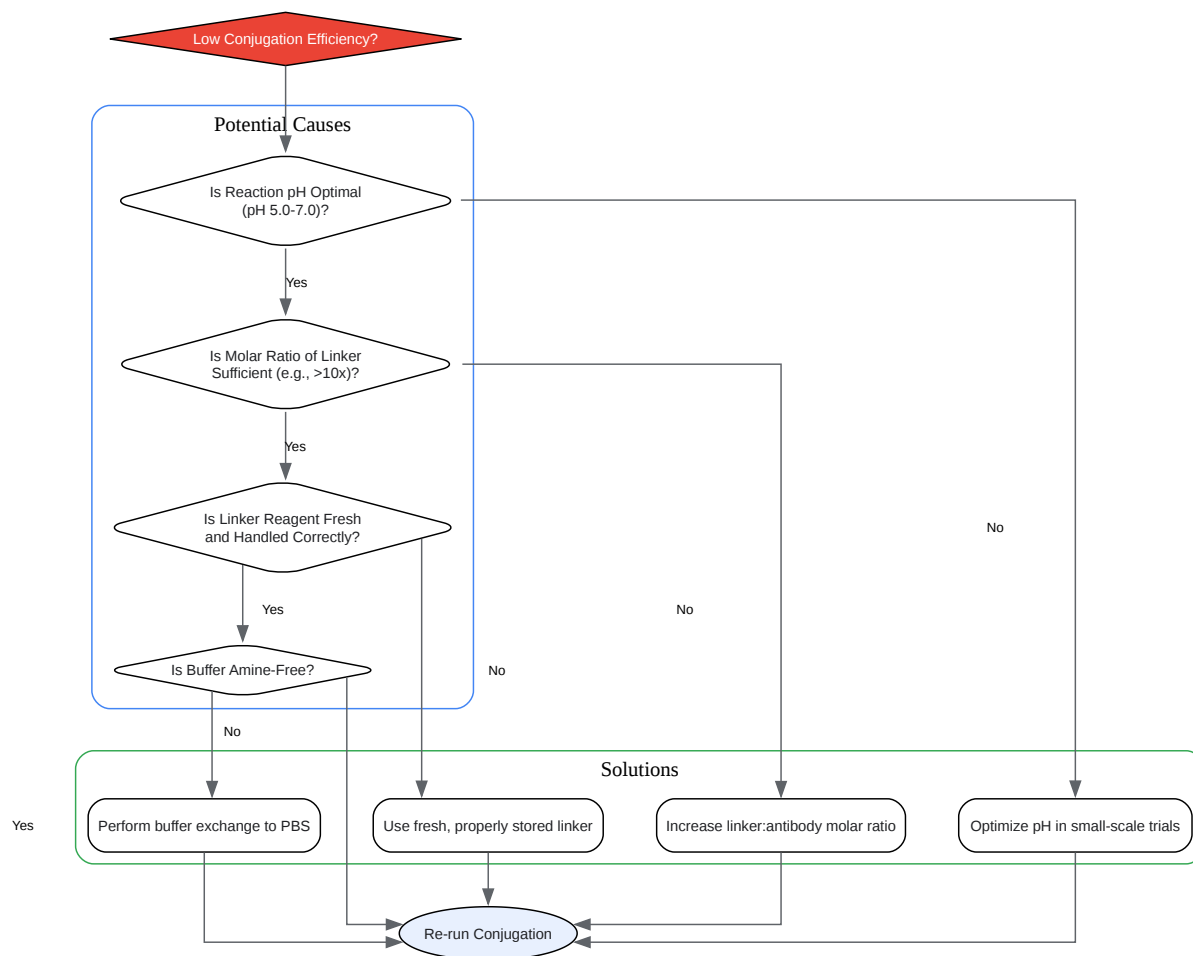 Low Conjugation Efficiency?
Potential Causes
Is Reaction pH Optimal
(pH 5.0-7.0)?
Yes
Is Molar Ratio of Linker
Sufficient (e.g., >10x)?
Yes
Is Linker Reagent Fresh
and Handled Correctly?
No
Yes
No
Is Buffer Amine-Free?
No
No
Solutions
Yes
Perform buffer exchange to PBS
Use fresh, properly stored linker
Increase linker:antibody molar ratio
Optimize pH in small-scale trials
Re-run Conjugation